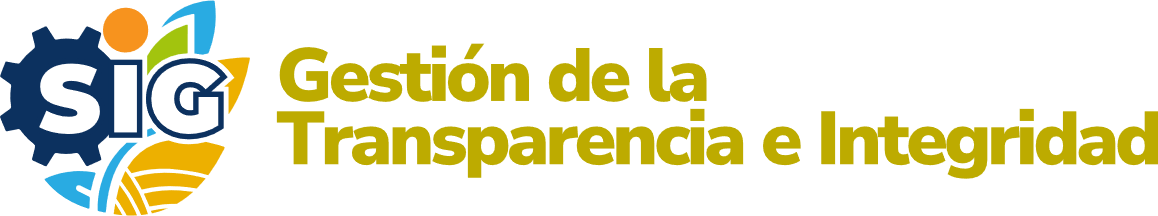 SIG
Gestión de la
Transparencia e Integridad